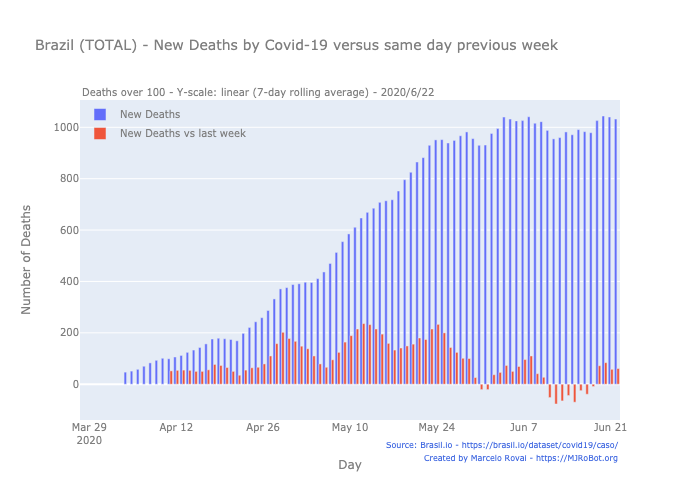 Brazil (TOTAL) - New Deaths by Covid-19 versus same day previous week
Deaths over 100 - Y-scale: linear (7-day rolling average) - 2020/6/22
New Deaths
New Deaths vs last week
Number of Deaths
1000
800
600
400
200
0
Mar 29 Apr 12 Apr 26 May 10 May 24 Jun 7 Jun 21
2020
Source: Brasil.io - https://brasil.io/dataset/covid19/caso/
Created by Marcelo Rovai - https://MJRoBot.org
Day